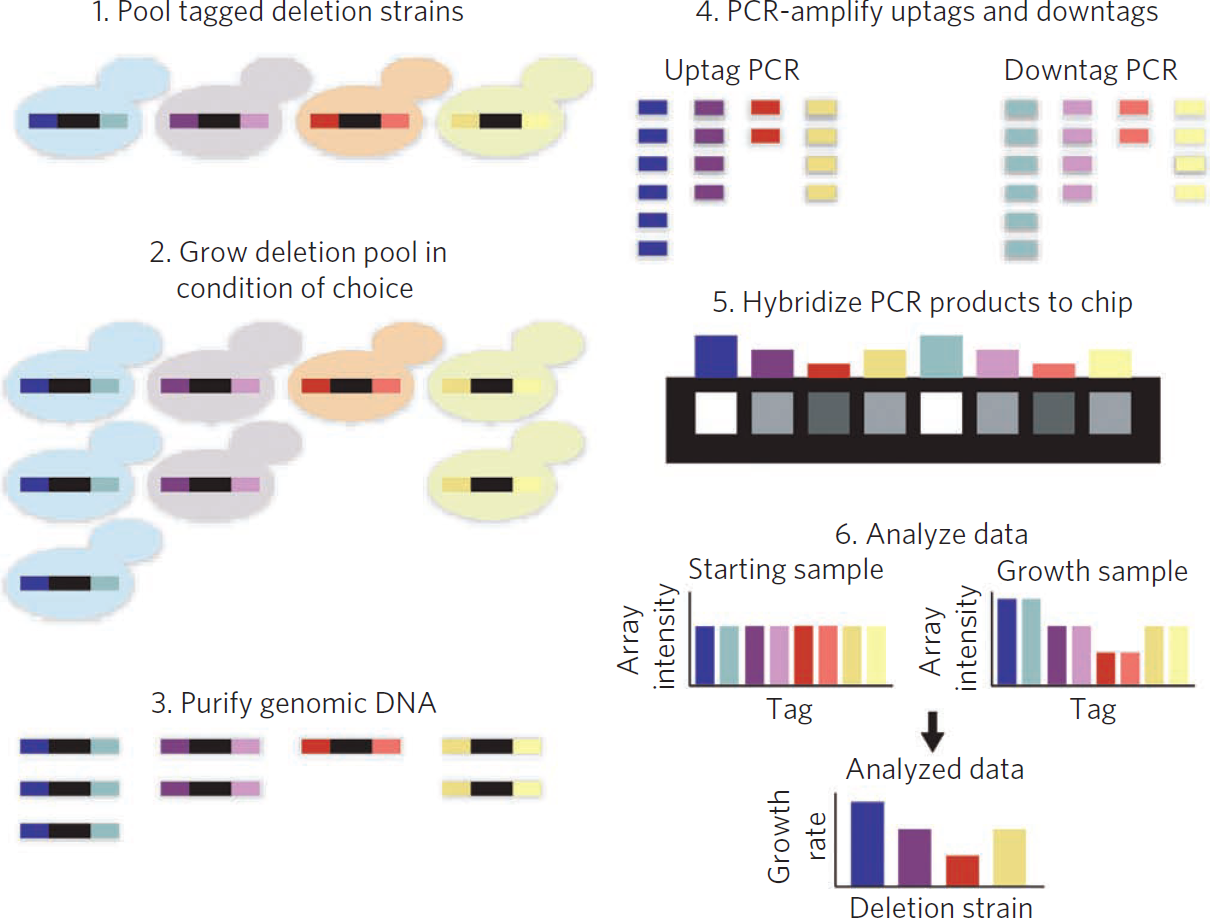 1. Pool tagged deletion strains
2. Grow deletion pool in
condition of choice
3. Purify genomic DNA
4. PCR-amplify uptags and downtags
Uptag PCR
Downtag PCR
5. Hybridize PCR products to chip
6. Analyze data
Starting sample
Array
intensity
Tag
Growth sample
Array
intensity
Tag
Analyzed data
Growth
rate
Deletion strain